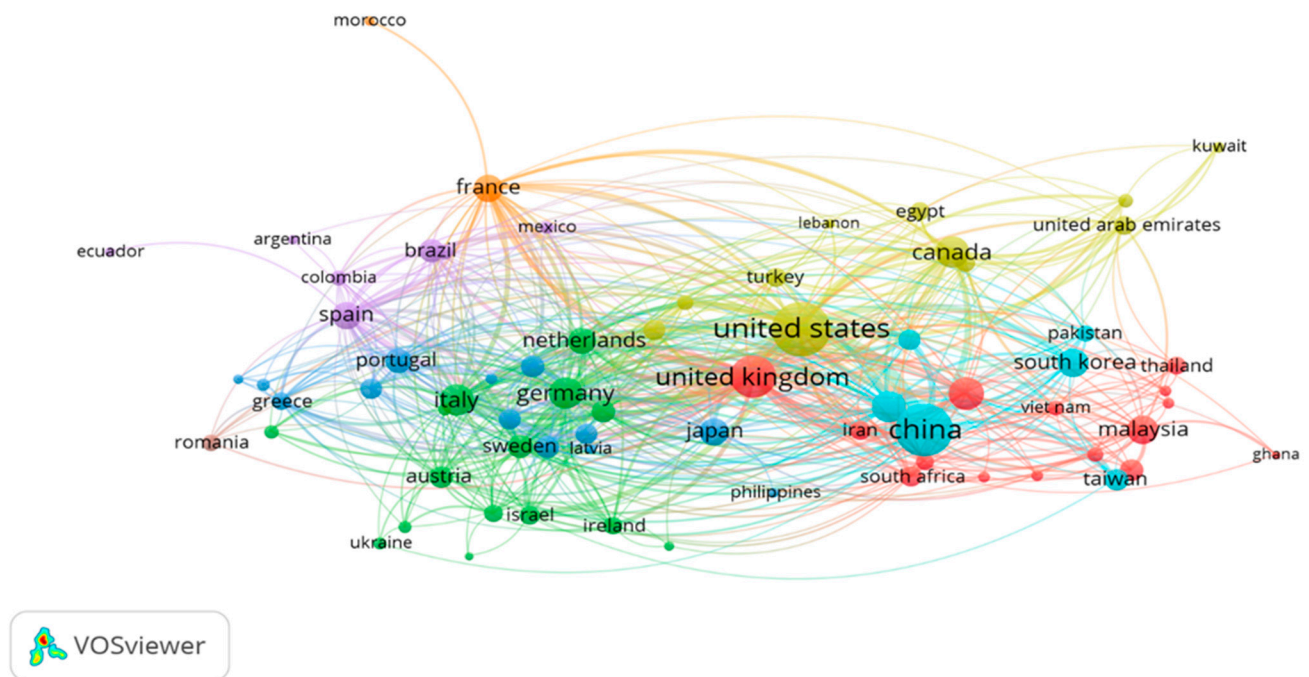 morocco
kuwait
france
egypt
lebanon
united arab emirates
mexico
argentina
ecuador
brazil
canada
colombia
turkey
spain
united states
netherlands
pakistan
portugal
south korea
thailand
united kingdom
germany
italy
greece
viet nam
japan
iran
china
malaysia
romania
sweden
latvia
ghana
austria
south africa
taiwan
philippines
israel
ireland
ukraine
VOSviewer